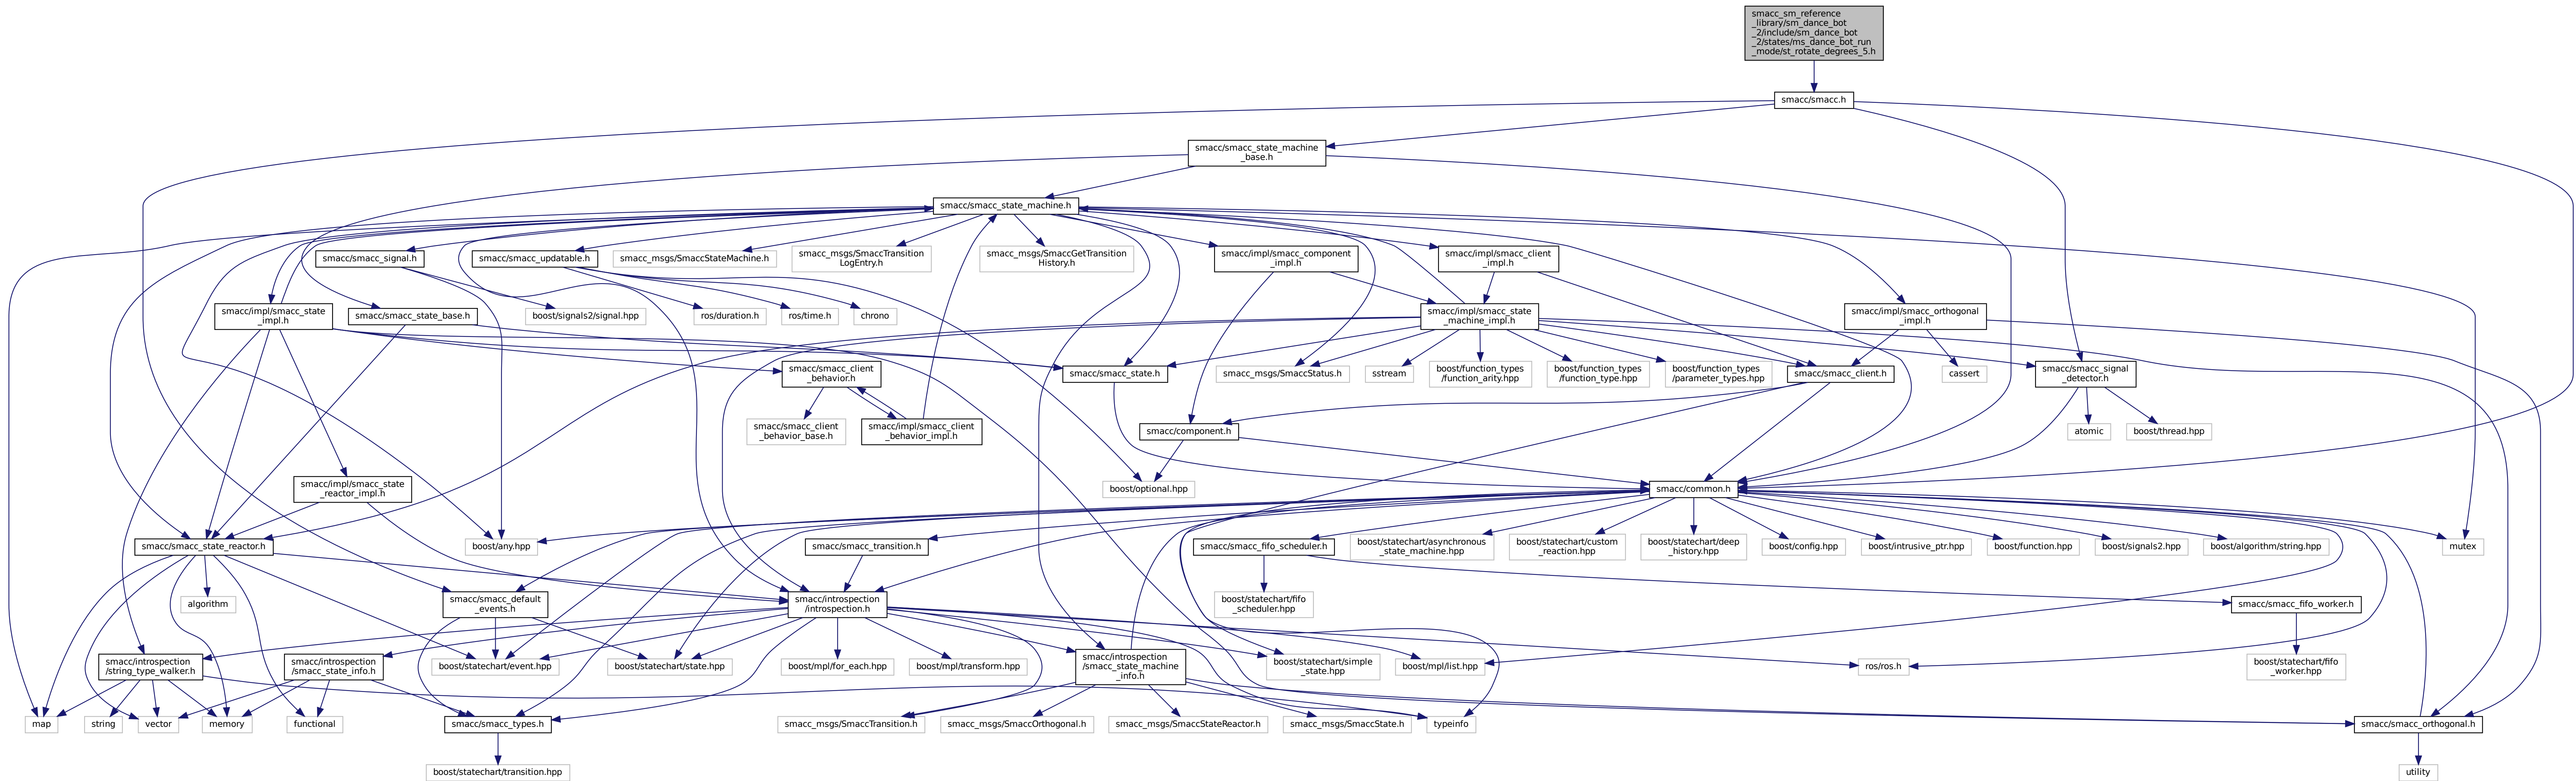 smacc_sm_reference
_library/sm_dance_bot
_2/include/sm_dance_bot
_2/states/ms_dance_bot_run
_mode/st_rotate_degrees_5.h
smacc/smacc.h
smacc/smacc_state_machine
_base.h
smacc/smacc_state_machine.h
smacc/smacc_signal.h
smacc/smacc_updatable.h
smacc_msgs/SmaccStateMachine.h
smacc_msgs/SmaccTransition
LogEntry.h
smacc_msgs/SmaccGetTransition
History.h
smacc/impl/smacc_component
_impl.h
smacc/impl/smacc_client
_impl.h
smacc/impl/smacc_state
_impl.h
smacc/smacc_state_base.h
boost/signals2/signal.hpp
ros/duration.h
ros/time.h
chrono
smacc/impl/smacc_state
_machine_impl.h
smacc/impl/smacc_orthogonal
_impl.h
smacc/smacc_client
_behavior.h
smacc/smacc_state.h
smacc_msgs/SmaccStatus.h
sstream
boost/function_types
/function_arity.hpp
boost/function_types
/function_type.hpp
boost/function_types
/parameter_types.hpp
smacc/smacc_client.h
cassert
smacc/smacc_signal
_detector.h
smacc/smacc_client
_behavior_base.h
smacc/impl/smacc_client
_behavior_impl.h
smacc/component.h
atomic
boost/thread.hpp
smacc/impl/smacc_state
_reactor_impl.h
boost/optional.hpp
smacc/common.h
smacc/smacc_state_reactor.h
boost/any.hpp
smacc/smacc_transition.h
smacc/smacc_fifo_scheduler.h
boost/statechart/asynchronous
_state_machine.hpp
boost/statechart/custom
_reaction.hpp
boost/statechart/deep
_history.hpp
boost/config.hpp
boost/intrusive_ptr.hpp
boost/function.hpp
boost/signals2.hpp
boost/algorithm/string.hpp
mutex
algorithm
smacc/smacc_default
_events.h
smacc/introspection
/introspection.h
boost/statechart/fifo
_scheduler.hpp
smacc/smacc_fifo_worker.h
smacc/introspection
/string_type_walker.h
smacc/introspection
/smacc_state_info.h
boost/statechart/event.hpp
boost/statechart/state.hpp
boost/mpl/for_each.hpp
boost/mpl/transform.hpp
smacc/introspection
/smacc_state_machine
_info.h
boost/statechart/simple
_state.hpp
boost/mpl/list.hpp
ros/ros.h
boost/statechart/fifo
_worker.hpp
map
string
vector
memory
functional
smacc/smacc_types.h
smacc_msgs/SmaccTransition.h
smacc_msgs/SmaccOrthogonal.h
smacc_msgs/SmaccStateReactor.h
smacc_msgs/SmaccState.h
typeinfo
smacc/smacc_orthogonal.h
boost/statechart/transition.hpp
utility